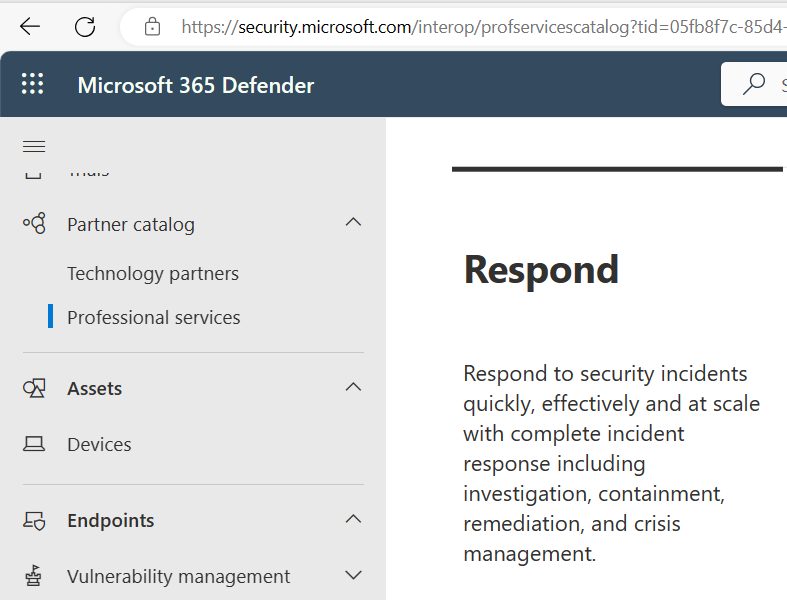 https://security.microsoft.com/interop/profservicescatalog?tid=05fb8f7c-85d4-
Microsoft 365 Defender
Partner catalog
Technology partners
Professional services
Assets
Devices
Endpoints
Vulnerability management
Respond
Respond to security incidents
quickly, effectively and at scale
with complete incident
response including
investigation, containment,
remediation, and crisis
management.